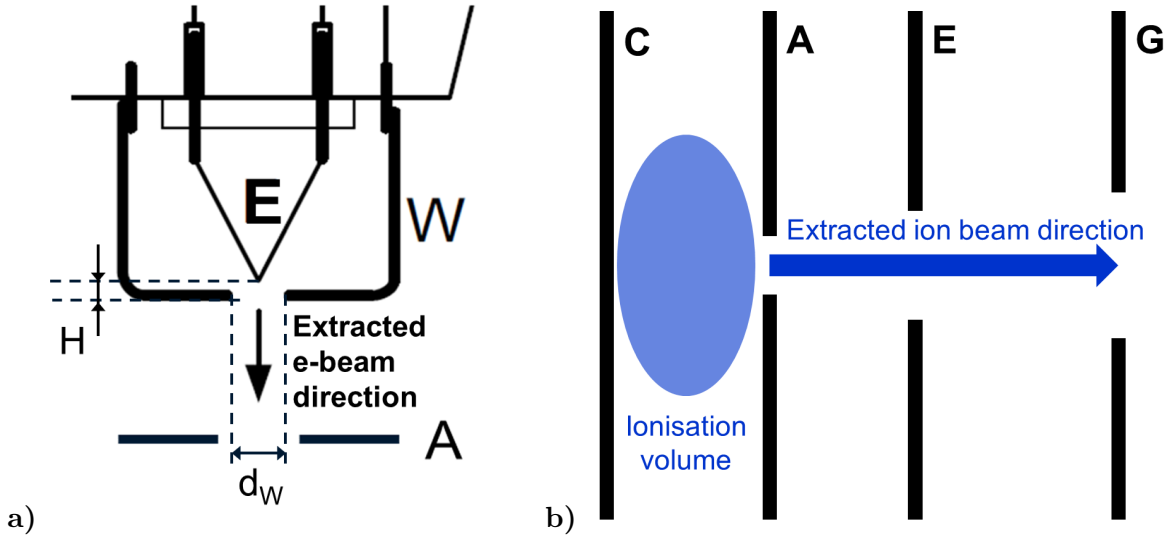 E
W
H
Extracted
e-beam
direction
A
dW
a)
C
A
E
G
Extracted ion beam direction
Ionisation
volume
b)